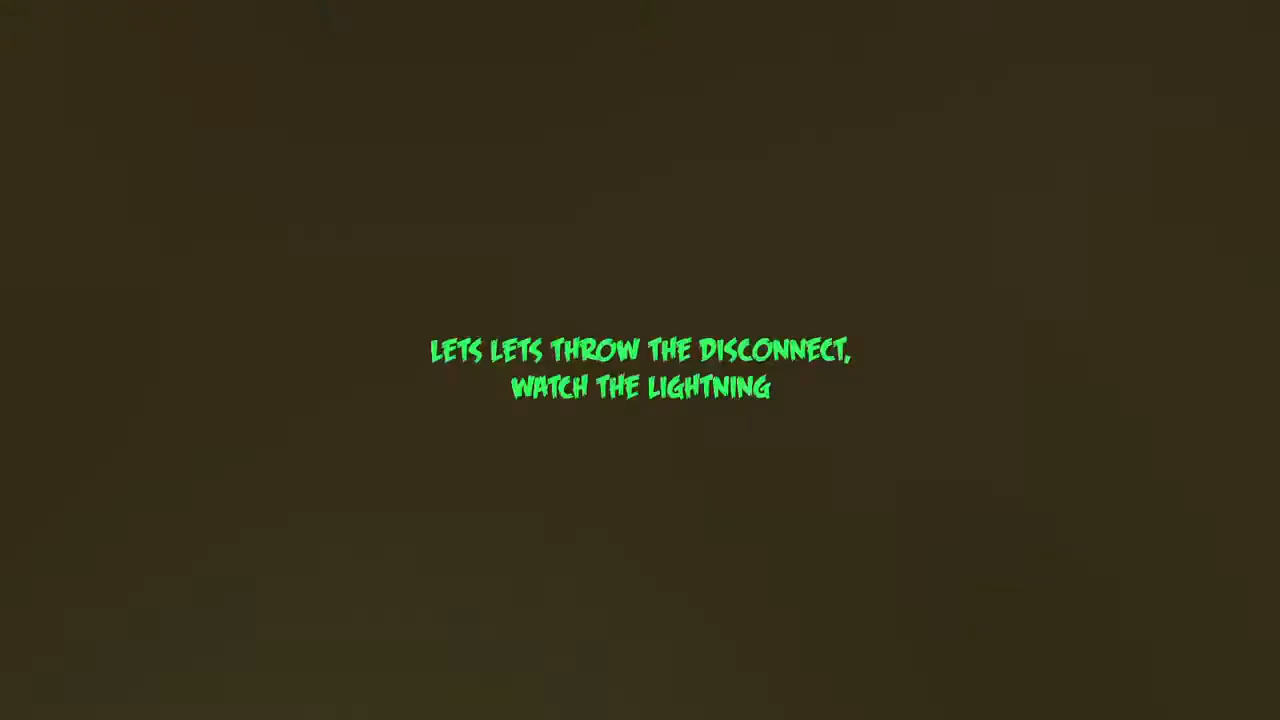 LETS LETS THROW THE DISCONNECT,
WATCH THE LIGHTNING